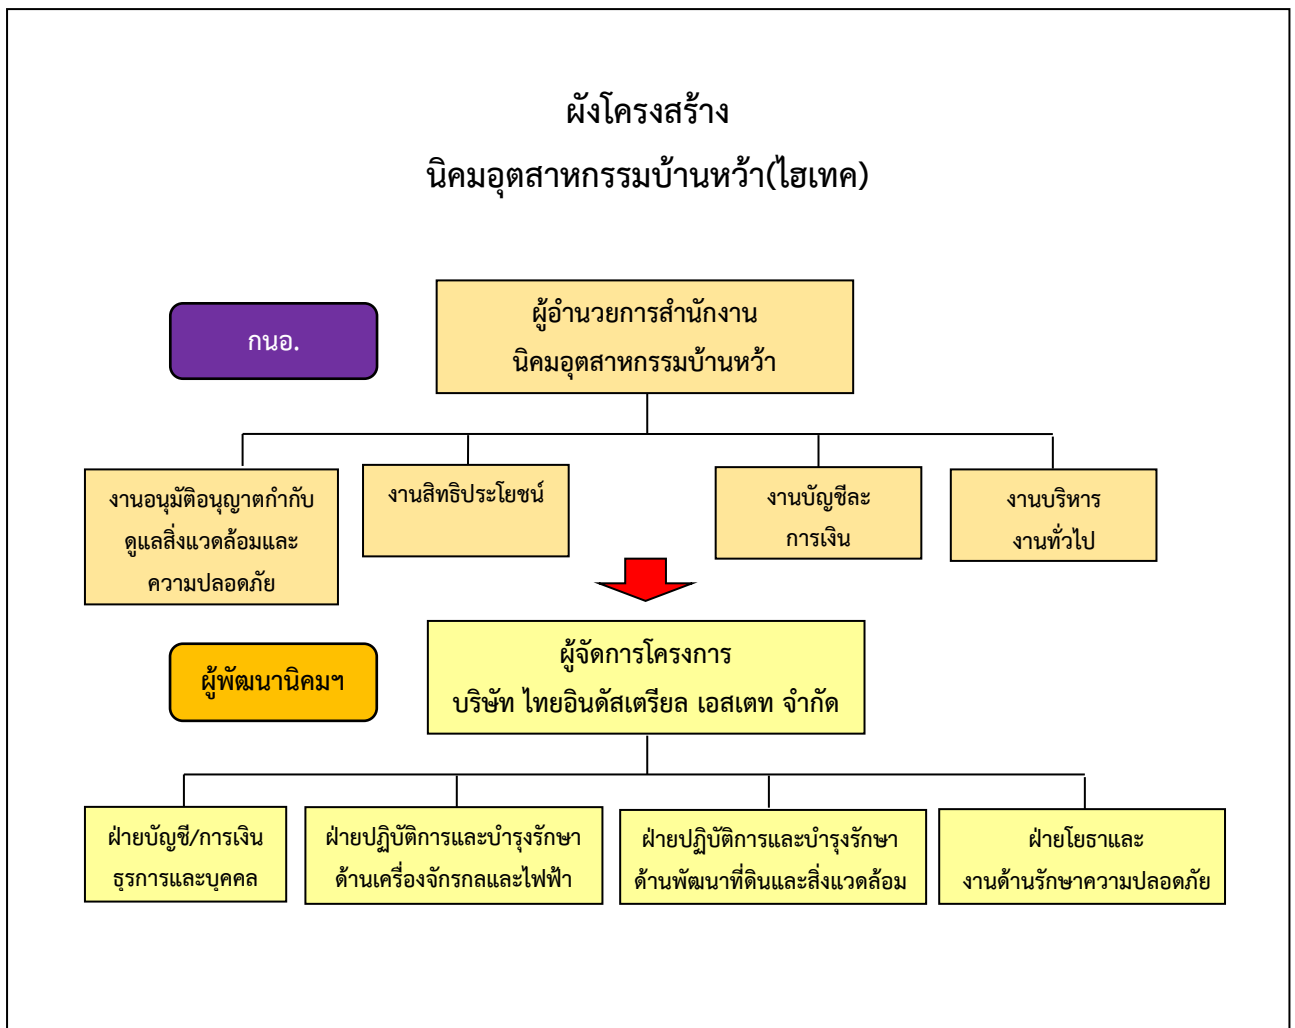 ผังโครงสร้าง
นิคมอุตสาหกรรมบ้านหว้า(ไฮเทค)
กนอ.
ผู้อำนวยการสำนักงาน
นิคมอุตสาหกรรมบ้านหว้า
งานอนุมัติอนุญาตกำกับ
ดูแลสิ่งแวดล้อมและ
ความปลอดภัย
งานสิทธิประโยชน์
งานบัญชีละ
การเงิน
งานบริหาร
งานทั่วไป
ผู้พัฒนานิคมฯ
ผู้จัดการโครงการ
บริษัท ไทยอินดัสเตรียล เอสเตท จำกัด
ฝ่ายบัญชี/การเงิน
ธุรการและบุคคล
ฝ่ายปฏิบัติการและบำรุงรักษา
ด้านเครื่องจักรกลและไฟฟ้า
ฝ่ายปฏิบัติการและบำรุงรักษา
ด้านพัฒนาที่ดินและสิ่งแวดล้อม
ฝ่ายโยธาและ
งานด้านรักษาความปลอดภัย